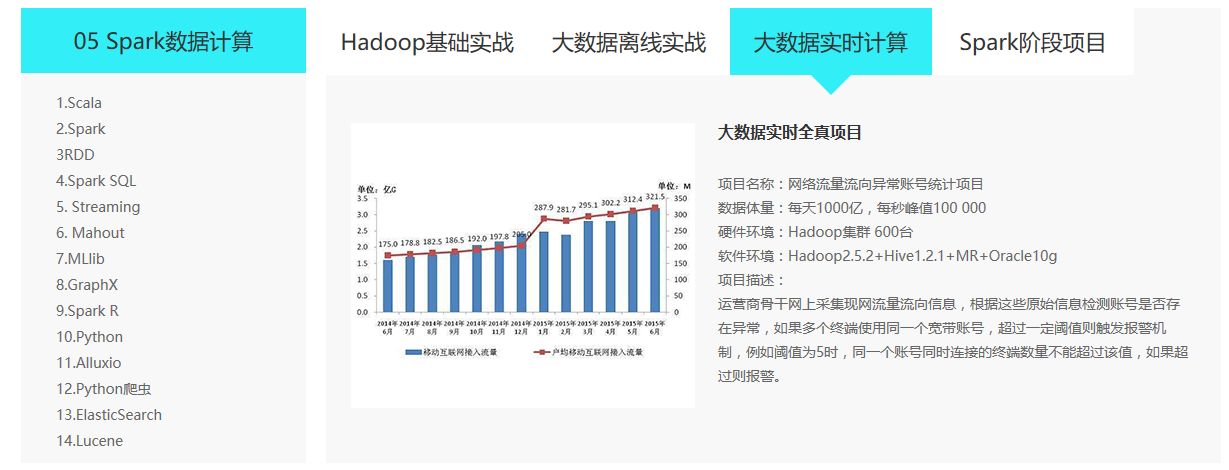 05 Spark数据计算
1.Scala
2.Spark
3RDD
4.Spark SQL
5. Streaming
6. Mahout
7.MLlib
8.GraphX
9.Spark R
10.Python
11.Alluxio
12.Python爬虫
13.ElasticSearch
14.Lucene
Hadoop基础实战 大数据离线实战 大数据实时计算 Spark阶段项目
单位：亿G 单位：M
3.5 350
3.0 300
2.5 250
2.0 200
1.5 150
1.0 100
0.5 50
0.0 0
175.0 178.8 182.5 186.5 192.0 197.8 205.0 287.9 281.7 295.1 302.2 312.4 321.5
2014年 2014年 2014年 2014年 2014年 2014年 2014年 2015年 2015年 2015年 2015年 2015年 2015年
6月 7月 8月 9月 10月 11月 12月 1月 2月 3月 4月 5月 6月
移动互联网接入流量 户均移动互联网接入流量
大数据实时全真项目
项目名称：网络流量流向异常账号统计项目
数据体量：每天1000亿，每秒峰值100 000
硬件环境：Hadoop集群 600台
软件环境：Hadoop2.5.2+Hive1.2.1+MR+Oracle10g
项目描述：
运营商骨干网上采集现网流量流向信息，根据这些原始信息检测账号是否存
在异常，如果多个终端使用同一个宽带账号，超过一定阈值则触发报警机
制，例如阈值为5时，同一个账号同时连接的终端数量不能超过该值，如果超
过则报警。